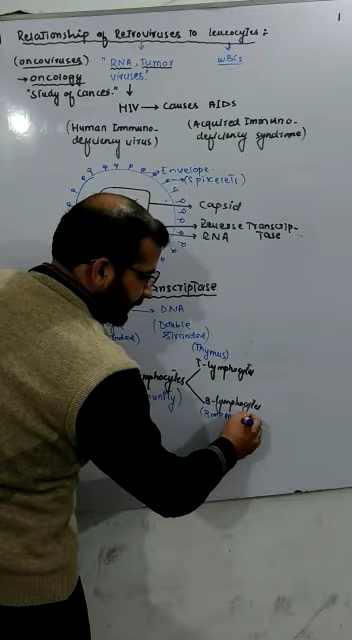 1
Relationship of Retroviruses to leucocytes :
(oncoviruses) "RNA, Tumor viruses."
WBCs
→ oncology
"Study of Cancer."
HIV → causes AIDS
(Human Immuno-deficiency virus)
(Acquired Immuno-deficiency syndrome)
Envelope
(Spikelets)
Capsid
Reverse Transcrip-tase
RNA
→ DNA
(Double Stranded)
(Thymus)
T-lymphocytes
B-lymphocytes